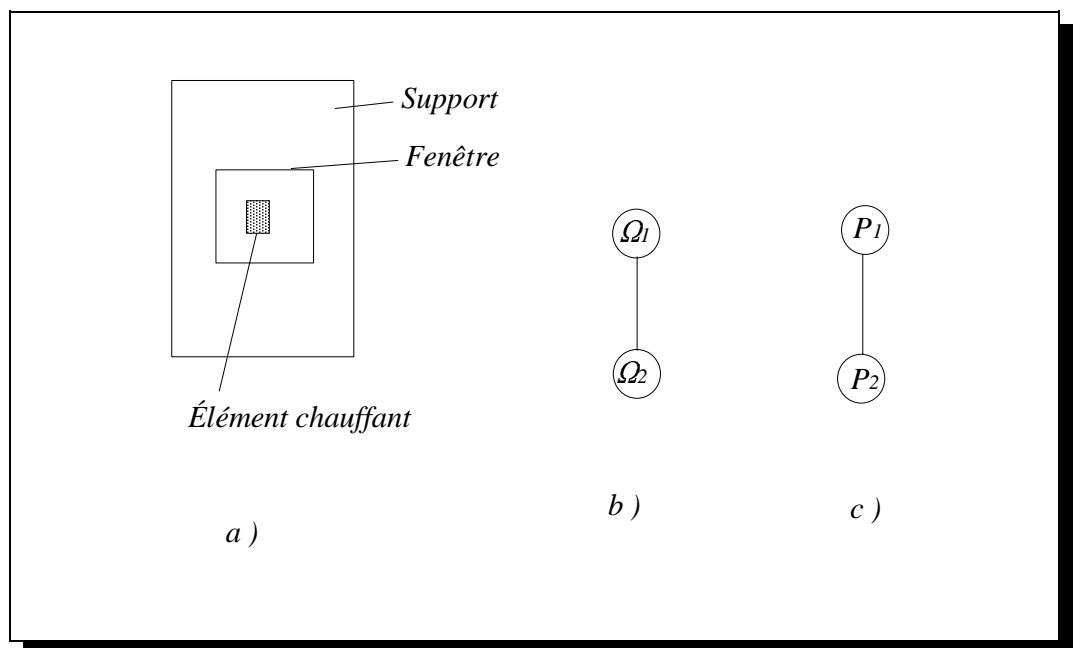 Support
Fenêtre
Élément chauffant
a )
Ω1
Ω2
b )
P1
P2
c )